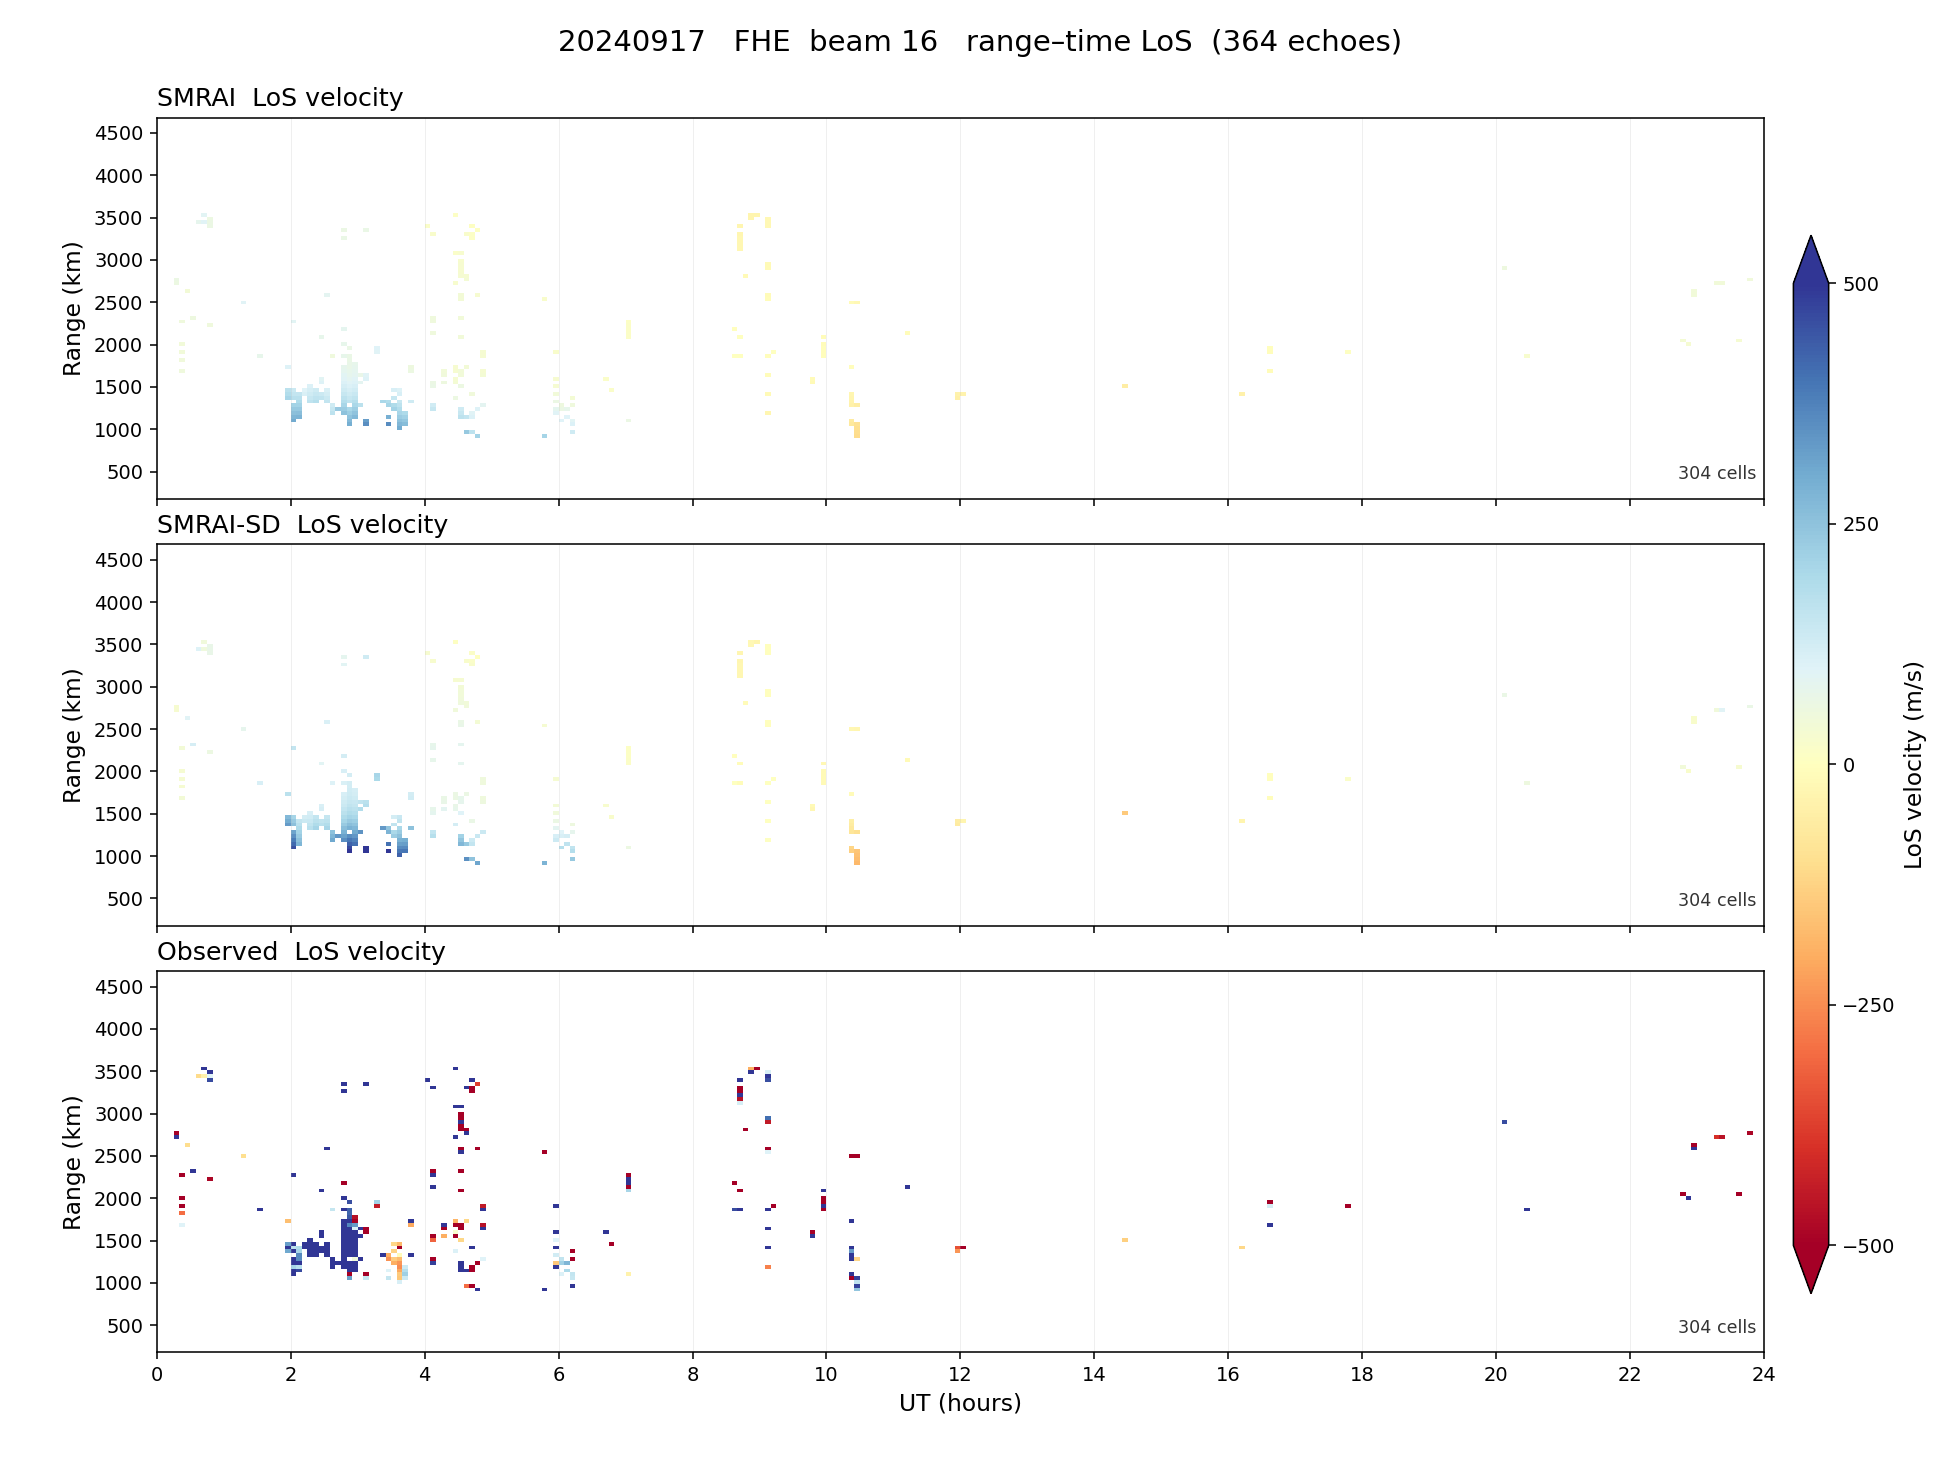 20240917 FHE beam 16 range–time LoS (364 echoes)
SMRAI LoS velocity
4500
4000
3500
3000
2500
2000
1500
1000
500
Range (km)
304 cells
SMRAI-SD LoS velocity
4500
4000
3500
3000
2500
2000
1500
1000
500
Range (km)
304 cells
Observed LoS velocity
4500
4000
3500
3000
2500
2000
1500
1000
500
Range (km)
304 cells
0 2 4 6 8 10 12 14 16 18 20 22 24
UT (hours)
500
250
0
−250
−500
LoS velocity (m/s)